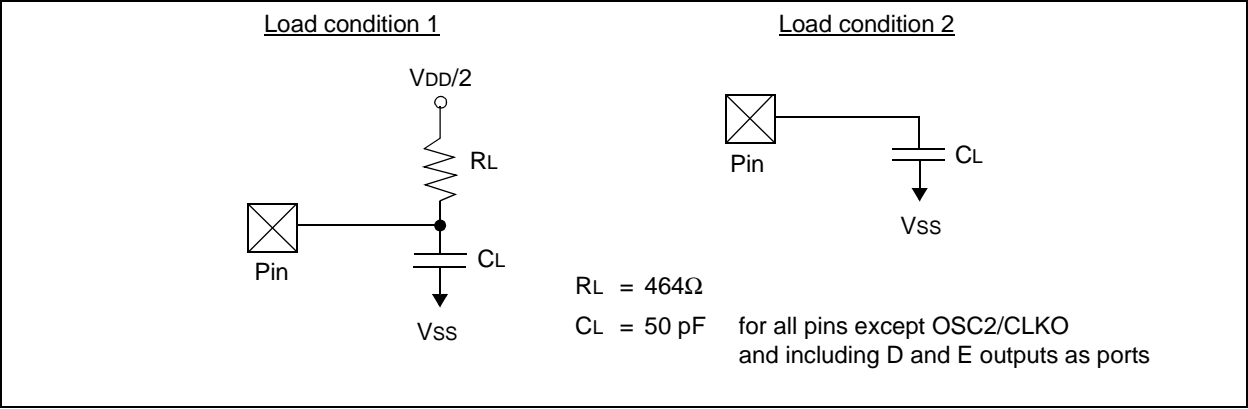 Load condition 1
VDD/2
RL
Pin
CL
VSS
Load condition 2
Pin
CL
VSS
RL = 464Ω
CL = 50 pF for all pins except OSC2/CLKO
and including D and E outputs as ports